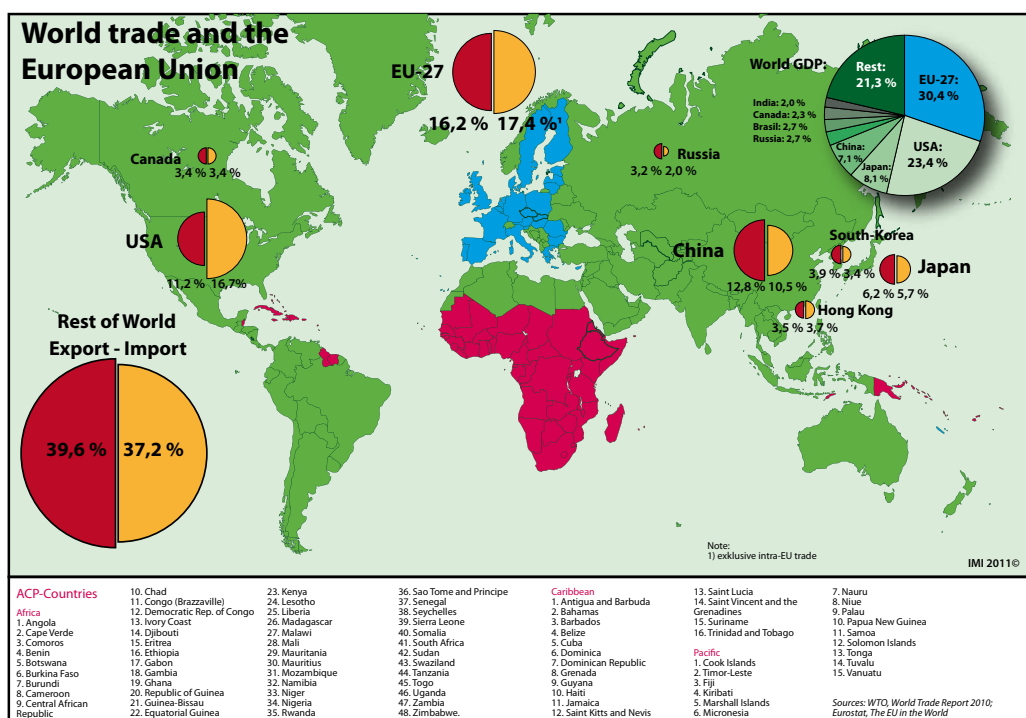 World trade and the
European Union
EU-27
16,2 % 17,4 %¹
World GDP:
Rest:
21,3 %
EU-27:
30,4 %
India: 2,0 %
Canada: 2,3 %
Brasil: 2,7 %
Russia: 2,7 %
China:
7,1 %
Japan:
8,1 %
USA:
23,4 %
Canada
3,4 % 3,4 %
Russia
3,2 % 2,0 %
USA
11,2 % 16,7%
China
12,8 % 10,5 %
South-Korea
3,9 % 3,4 %
Japan
6,2 % 5,7 %
Hong Kong
3,5 % 3,7 %
Rest of World
Export - Import
39,6 % 37,2 %
Note:
1) exklusive intra-EU trade
IMI 2011©
ACP-Countries
Africa
1. Angola
2. Cape Verde
3. Comoros
4. Benin
5. Botswana
6. Burkina Faso
7. Burundi
8. Cameroon
9. Central African
Republic
10. Chad
11. Congo (Brazzaville)
12. Democratic Rep. of Congo
13. Ivory Coast
14. Djibouti
15. Eritrea
16. Ethiopia
17. Gabon
18. Gambia
19. Ghana
20. Republic of Guinea
21. Guinea-Bissau
22. Equatorial Guinea
23. Kenya
24. Lesotho
25. Liberia
26. Madagascar
27. Malawi
28. Mali
29. Mauritania
30. Mauritius
31. Mozambique
32. Namibia
33. Niger
34. Nigeria
35. Rwanda
36. Sao Tome and Principe
37. Senegal
38. Seychelles
39. Sierra Leone
40. Somalia
41. South Africa
42. Sudan
43. Swaziland
44. Tanzania
45. Togo
46. Uganda
47. Zambia
48. Zimbabwe.
Caribbean
1. Antigua and Barbuda
2. Bahamas
3. Barbados
4. Belize
5. Cuba
6. Dominica
7. Dominican Republic
8. Grenada
9. Guyana
10. Haiti
11. Jamaica
12. Saint Kitts and Nevis
13. Saint Lucia
14. Saint Vincent and the
Grenadines
15. Suriname
16. Trinidad and Tobago
Pacific
1. Cook Islands
2. Timor-Leste
3. Fiji
4. Kiribati
5. Marshall Islands
6. Micronesia
7. Nauru
8. Niue
9. Palau
10. Papua New Guinea
11. Samoa
12. Solomon Islands
13. Tonga
14. Tuvalu
15. Vanuatu
Sources: WTO, World Trade Report 2010;
Eurostat, The EU in the World